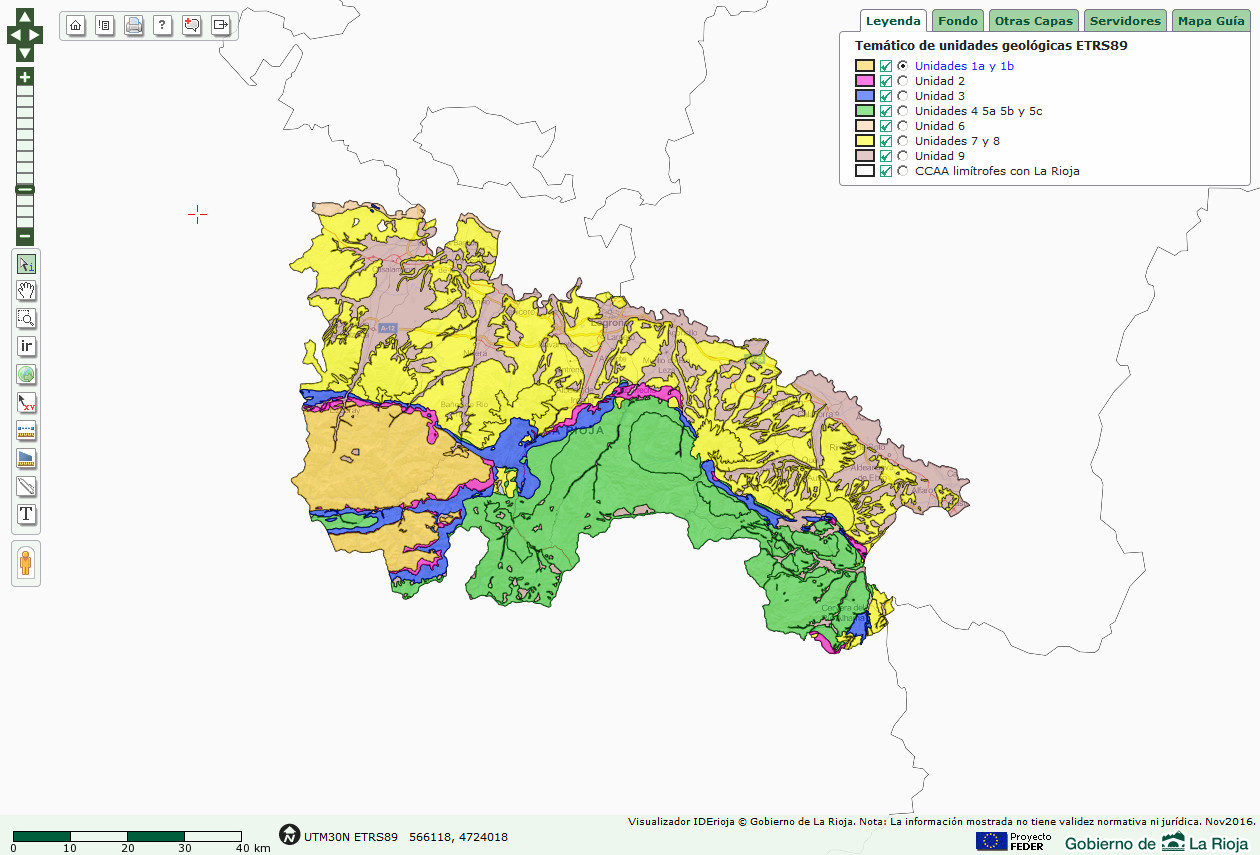 Leyenda
Fondo
Otras Capas
Servidores
Mapa Guía
Temático de unidades geológicas ETRS89
Unidades 1a y 1b
Unidad 2
Unidad 3
Unidades 4 5a 5b y 5c
Unidad 6
Unidades 7 y 8
Unidad 9
CCAA limítrofes con La Rioja
?
i
ir
XY
T
A-12
RIOJA
0 10 20 30 40 km
N
UTM30N ETRS89 566118, 4724018
Visualizador IDErioja © Gobierno de La Rioja. Nota: La información mostrada no tiene validez normativa ni jurídica. Nov2016.
Proyecto
FEDER
Gobierno de La Rioja